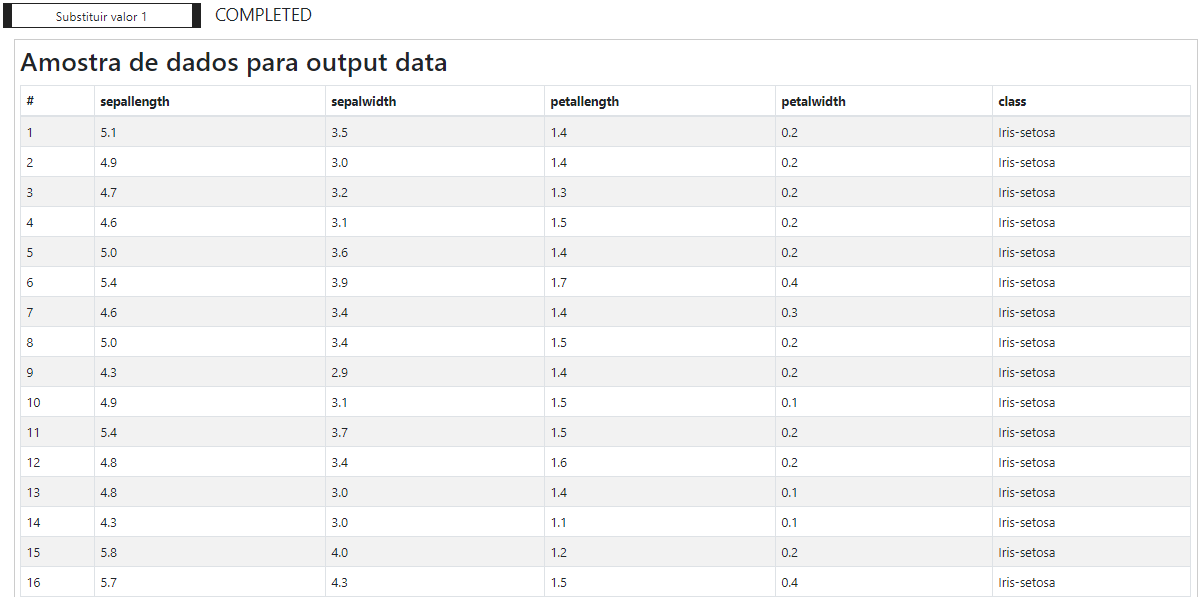 Substituir valor 1 COMPLETED
Amostra de dados para output data
# sepallength sepalwidth petallength petalwidth class
1 5.1 3.5 1.4 0.2 Iris-setosa
2 4.9 3.0 1.4 0.2 Iris-setosa
3 4.7 3.2 1.3 0.2 Iris-setosa
4 4.6 3.1 1.5 0.2 Iris-setosa
5 5.0 3.6 1.4 0.2 Iris-setosa
6 5.4 3.9 1.7 0.4 Iris-setosa
7 4.6 3.4 1.4 0.3 Iris-setosa
8 5.0 3.4 1.5 0.2 Iris-setosa
9 4.3 2.9 1.4 0.2 Iris-setosa
10 4.9 3.1 1.5 0.1 Iris-setosa
11 5.4 3.7 1.5 0.2 Iris-setosa
12 4.8 3.4 1.6 0.2 Iris-setosa
13 4.8 3.0 1.4 0.1 Iris-setosa
14 4.3 3.0 1.1 0.1 Iris-setosa
15 5.8 4.0 1.2 0.2 Iris-setosa
16 5.7 4.3 1.5 0.4 Iris-setosa